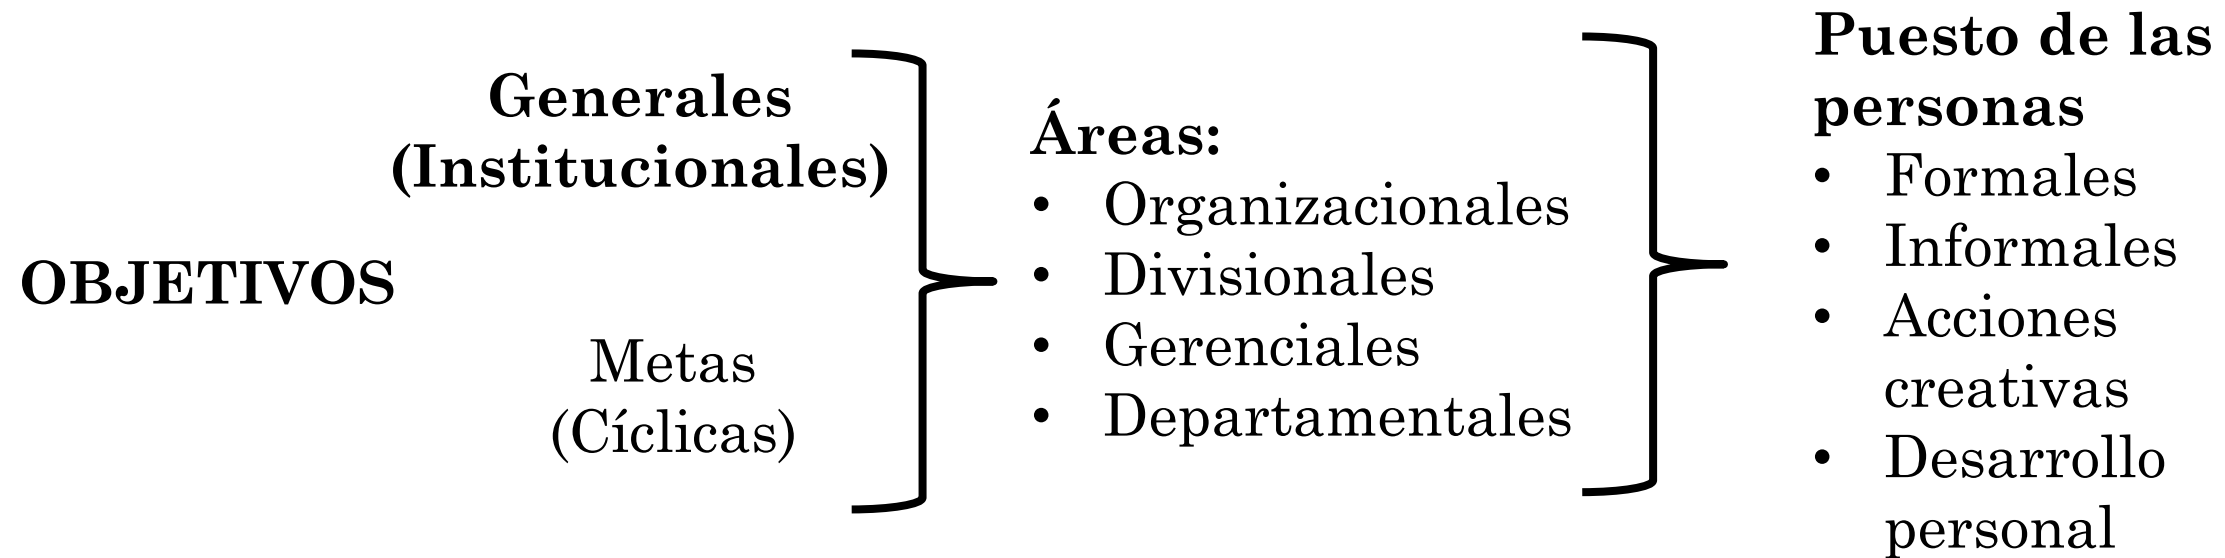 OBJETIVOS
Generales
(Institucionales)
Metas
(Cíclicas)
Áreas:
• Organizacionales
• Divisionales
• Gerenciales
• Departamentales
Puesto de las
personas
• Formales
• Informales
• Acciones
creativas
• Desarrollo
personal